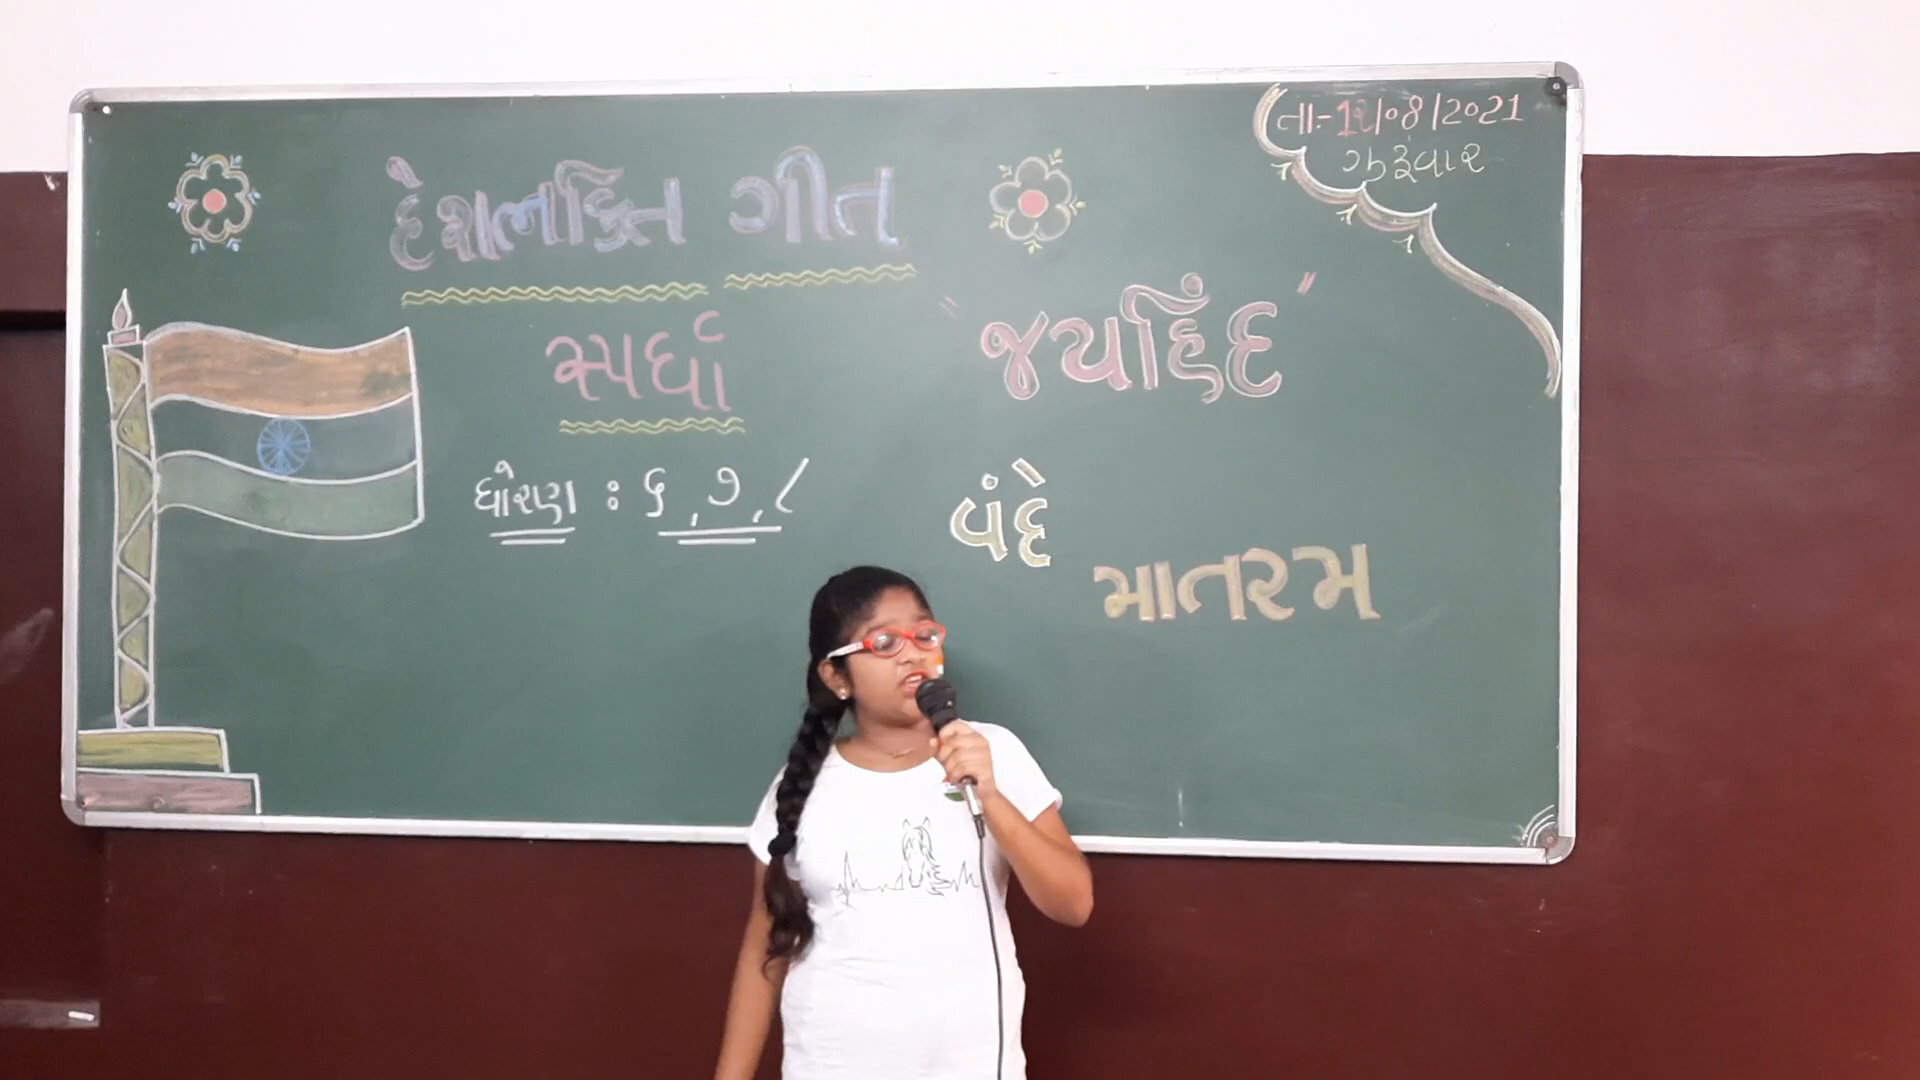 તા:-12/08/2021
ગુરૂવાર
દેશભક્તિ ગીત
સ્પર્ધા
"જયહિંદ"
ધોરણ : ૬, ૭, ૮
વંદે
માતરમ